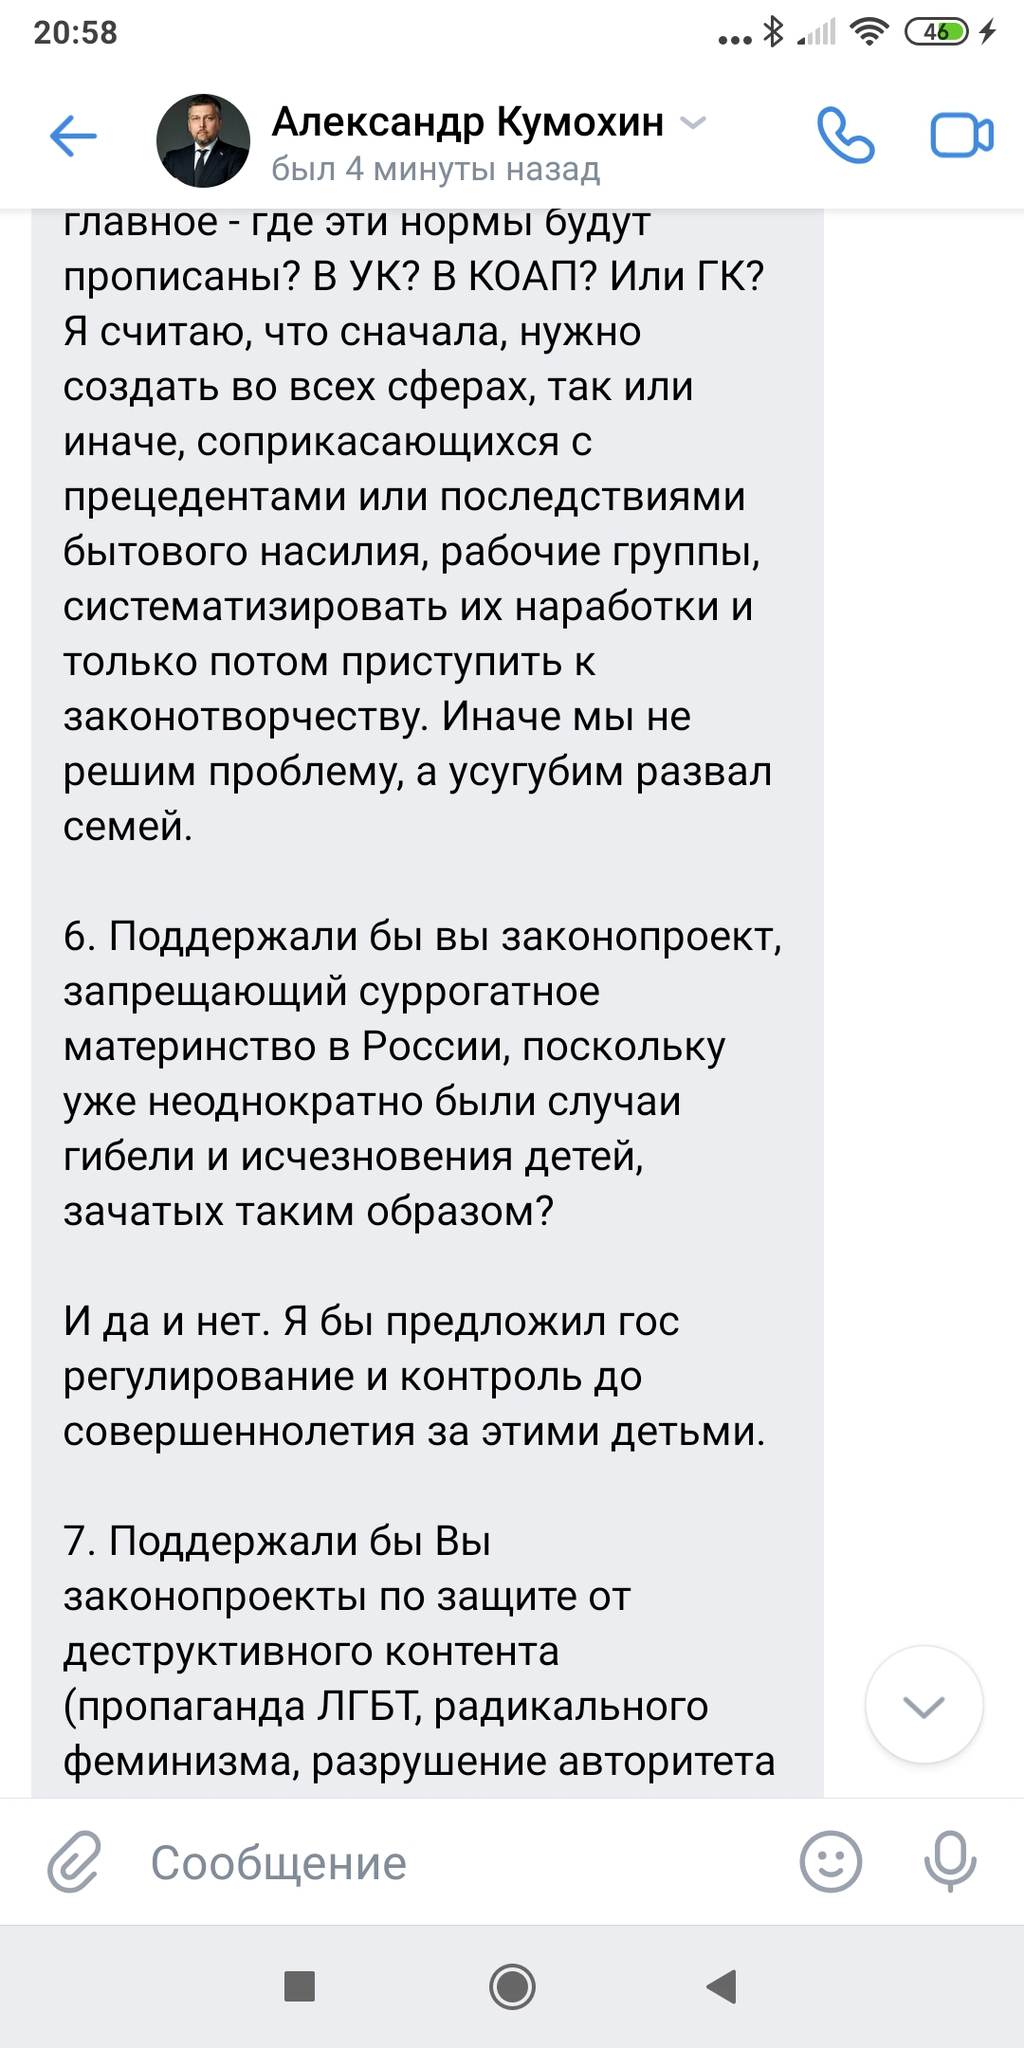 20:58
46
Александр Кумохин
был 4 минуты назад
главное - где эти нормы будут
прописаны? В УК? В КОАП? Или ГК?
Я считаю, что сначала, нужно
создать во всех сферах, так или
иначе, соприкасающихся с
прецедентами или последствиями
бытового насилия, рабочие группы,
систематизировать их наработки и
только потом приступить к
законотворчеству. Иначе мы не
решим проблему, а усугубим развал
семей.
6. Поддержали бы вы законопроект,
запрещающий суррогатное
материнство в России, поскольку
уже неоднократно были случаи
гибели и исчезновения детей,
зачатых таким образом?
И да и нет. Я бы предложил гос
регулирование и контроль до
совершеннолетия за этими детьми.
7. Поддержали бы Вы
законопроекты по защите от
деструктивного контента
(пропаганда ЛГБТ, радикального
феминизма, разрушение авторитета
Сообщение